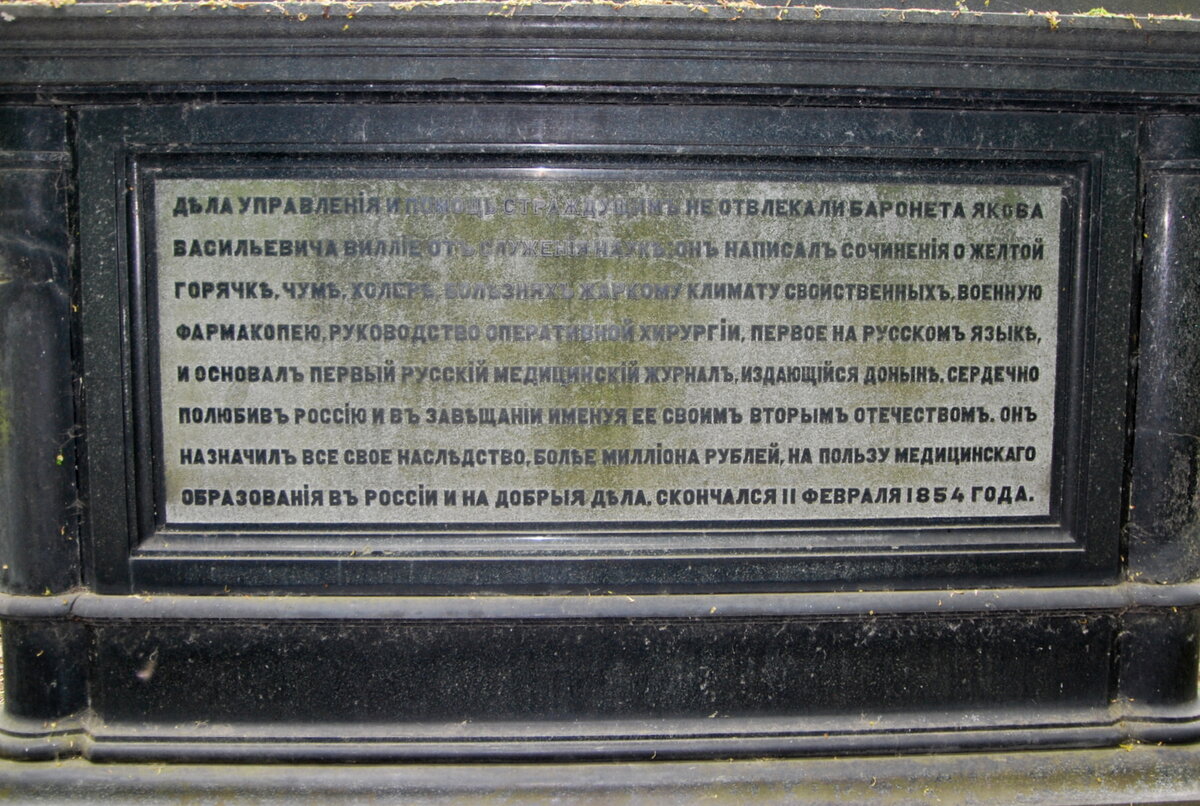 ДѢЛА УПРАВЛЕНІЯ И ПОМОЩЬ СТРАЖДУЩИМЪ НЕ ОТВЛЕКАЛИ БАРОНЕТА ЯКОВА
ВАСИЛЬЕВИЧА ВИЛЛІЕ ОТЪ СЛУЖЕНІЯ НАУКѢ: ОНЪ НАПИСАЛЪ СОЧИНЕНІЯ О ЖЕЛТОЙ
ГОРЯЧКѢ, ЧУМѢ, ХОЛЕРѢ, БОЛѢЗНЯХЪ ЖАРКОМУ КЛИМАТУ СВОИСТВЕННЫХЪ, ВОЕННУЮ
ФАРМАКОПЕЮ, РУКОВОДСТВО ОПЕРАТИВНОЙ ХИРУРГІИ, ПЕРВОЕ НА РУССКОМЪ ЯЗЫКѢ,
И ОСНОВАЛЪ ПЕРВЫЙ РУССКІЙ МЕДИЦИНСКІЙ ЖУРНАЛЪ, ИЗДАЮЩІЙСЯ ДОНЫНѢ. СЕРДЕЧНО
ПОЛЮБИВЪ РОССІЮ И ВЪ ЗАВѢЩАНІИ ИМЕНУЯ ЕЕ СВОИМЪ ВТОРЫМЪ ОТЕЧЕСТВОМЪ. ОНЪ
НАЗНАЧИЛЪ ВСЕ СВОЕ НАСЛѢДСТВО, БОЛѢЕ МИЛЛІОНА РУБЛЕЙ, НА ПОЛЬЗУ МЕДИЦИНСКАГО
ОБРАЗОВАНІЯ ВЪ РОССІИ И НА ДОБРЫЯ ДѢЛА. СКОНЧАЛСЯ 11 ФЕВРАЛЯ 1854 ГОДА.